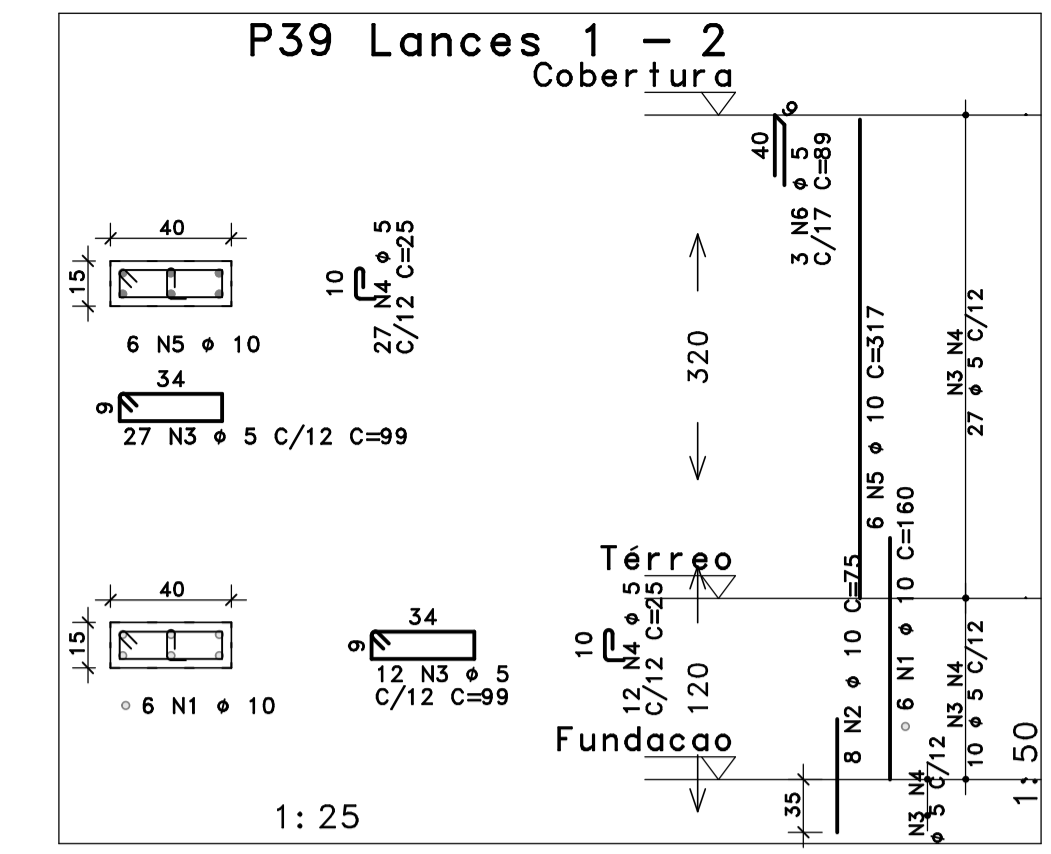 P39 Lances 1 - 2
Cobertura
40
9
3 N6 ø 5
C/17 C=89
40
15
6 N5 ø 10
10
27 N4 ø 5
C/12 C=25
34
9
27 N3 ø 5 C/12 C=99
320
6 N5 ø 10 C=317
N3 N4
27 ø 5 C/12
Térreo
40
15
6 N1 ø 10
34
9
12 N3 ø 5
C/12 C=99
10
12 N4 ø 5
C/12 C=25
120
8 N2 ø 10 C=75
6 N1 ø 10 C=160
N3 N4
10 ø 5 C/12
Fundacao
35
N3 N4
ø 5 C/12
1:25
1:50